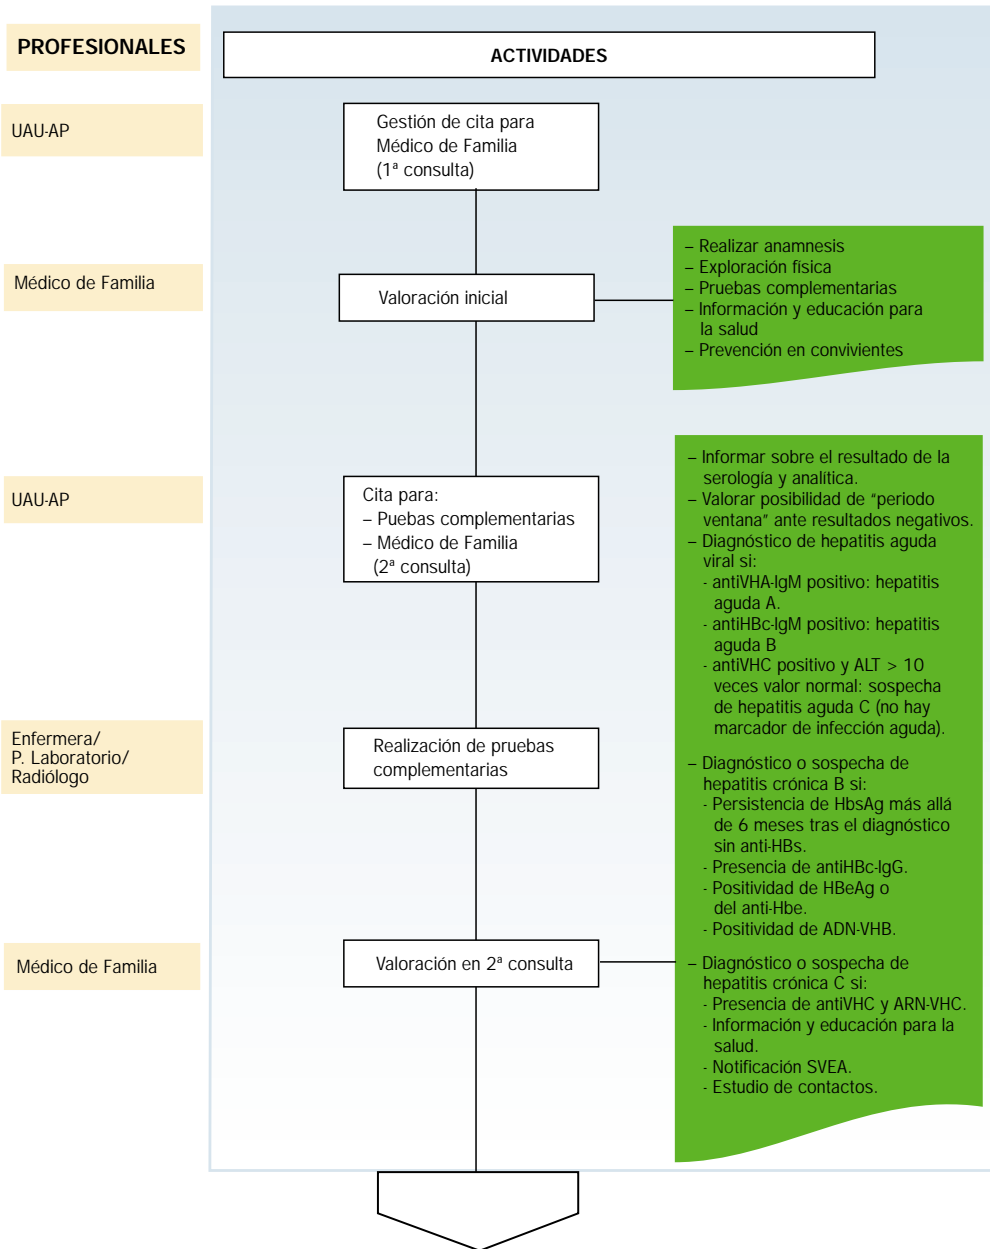 PROFESIONALES
ACTIVIDADES
UAU-AP
Gestión de cita para
Médico de Familia
(1ª consulta)
Médico de Familia
Valoración inicial
– Realizar anamnesis
– Exploración física
– Pruebas complementarias
– Información y educación para
la salud
– Prevención en convivientes
UAU-AP
Cita para:
– Puebas complementarias
– Médico de Familia
(2ª consulta)
Enfermera/
P. Laboratorio/
Radiólogo
Realización de pruebas
complementarias
Médico de Familia
Valoración en 2ª consulta
– Informar sobre el resultado de la
serología y analítica.
– Valorar posibilidad de “periodo
ventana” ante resultados negativos.
– Diagnóstico de hepatitis aguda
viral si:
- antiVHA-IgM positivo: hepatitis
aguda A.
- antiHBc-IgM positivo: hepatitis
aguda B
- antiVHC positivo y ALT > 10
veces valor normal: sospecha
de hepatitis aguda C (no hay
marcador de infección aguda).
– Diagnóstico o sospecha de
hepatitis crónica B si:
- Persistencia de HbsAg más allá
de 6 meses tras el diagnóstico
sin anti-HBs.
- Presencia de antiHBc-IgG.
- Positividad de HBeAg o
del anti-Hbe.
- Positividad de ADN-VHB.
– Diagnóstico o sospecha de
hepatitis crónica C si:
- Presencia de antiVHC y ARN-VHC.
- Información y educación para la
salud.
- Notificación SVEA.
- Estudio de contactos.